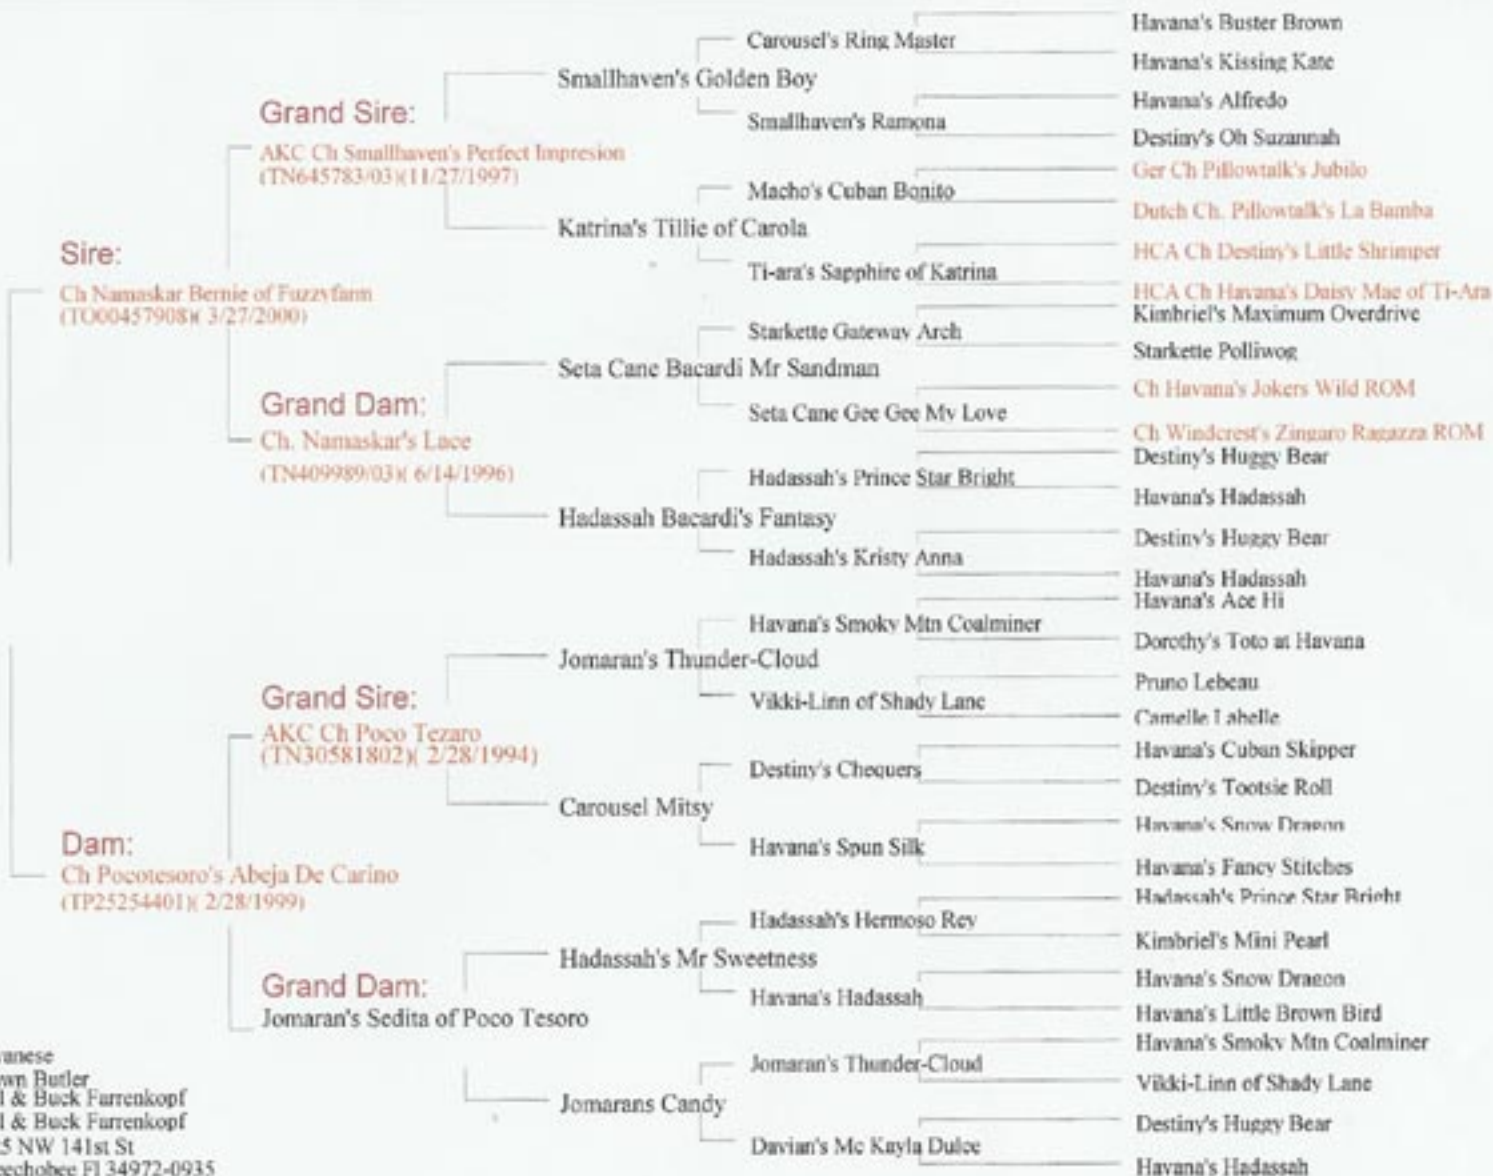 Sire:
Ch Namaskar Bernie of Fuzzyfarm
(TO00457908)( 3/27/2000)
Dam:
Ch Pocotesoro's Abeja De Carino
(TP25254401)( 2/28/1999)
Grand Sire:
AKC Ch Smallhaven's Perfect Impresion
(TN645783/03)(11/27/1997)
Grand Dam:
Ch. Namaskar's Lace
(TN409989/03)( 6/14/1996)
Grand Sire:
AKC Ch Poco Tezaro
(TN30581802)( 2/28/1994)
Grand Dam:
Jomaran's Sedita of Poco Tesoro
Smallhaven's Golden Boy
Katrina's Tillie of Carola
Seta Cane Bacardi Mr Sandman
Hadassah Bacardi's Fantasy
Jomaran's Thunder-Cloud
Carousel Mitsy
Hadassah's Mr Sweetness
Jomarans Candy
Carousel's Ring Master
Smallhaven's Ramona
Macho's Cuban Bonito
Ti-ara's Sapphire of Katrina
Starkette Gateway Arch
Seta Cane Gee Gee My Love
Hadassah's Prince Star Bright
Hadassah's Kristy Anna
Havana's Smoky Mtn Coalminer
Vikki-Linn of Shady Lane
Destiny's Chequers
Havana's Spun Silk
Hadassah's Hermoso Rey
Havana's Hadassah
Jomaran's Thunder-Cloud
Davian's Mc Kayla Dulce
Havana's Buster Brown
Havana's Kissing Kate
Havana's Alfredo
Destiny's Oh Suzannah
Ger Ch Pillowtalk's Jubilo
Dutch Ch. Pillowtalk's La Bamba
HCA Ch Destiny's Little Shrimper
HCA Ch Havana's Daisy Mae of Ti-Ara
Kimbriel's Maximum Overdrive
Starkette Polliwog
Ch Havana's Jokers Wild ROM
Ch Windcrest's Zingaro Ragazza ROM
Destiny's Huggy Bear
Havana's Hadassah
Destiny's Huggy Bear
Havana's Hadassah
Havana's Ace Hi
Dorothy's Toto at Havana
Pruno Lebeau
Camelle Labelle
Havana's Cuban Skipper
Destiny's Tootsie Roll
Havana's Snow Dragon
Havana's Fancy Stitches
Hadassah's Prince Star Bright
Kimbriel's Mini Pearl
Havana's Snow Dragon
Havana's Little Brown Bird
Havana's Smoky Mtn Coalminer
Vikki-Linn of Shady Lane
Destiny's Huggy Bear
Havana's Hadassah
vanese
wn Butler
l & Buck Farrenkopf
l & Buck Farrenkopf
5 NW 141st St
eechobee Fl 34972-0935